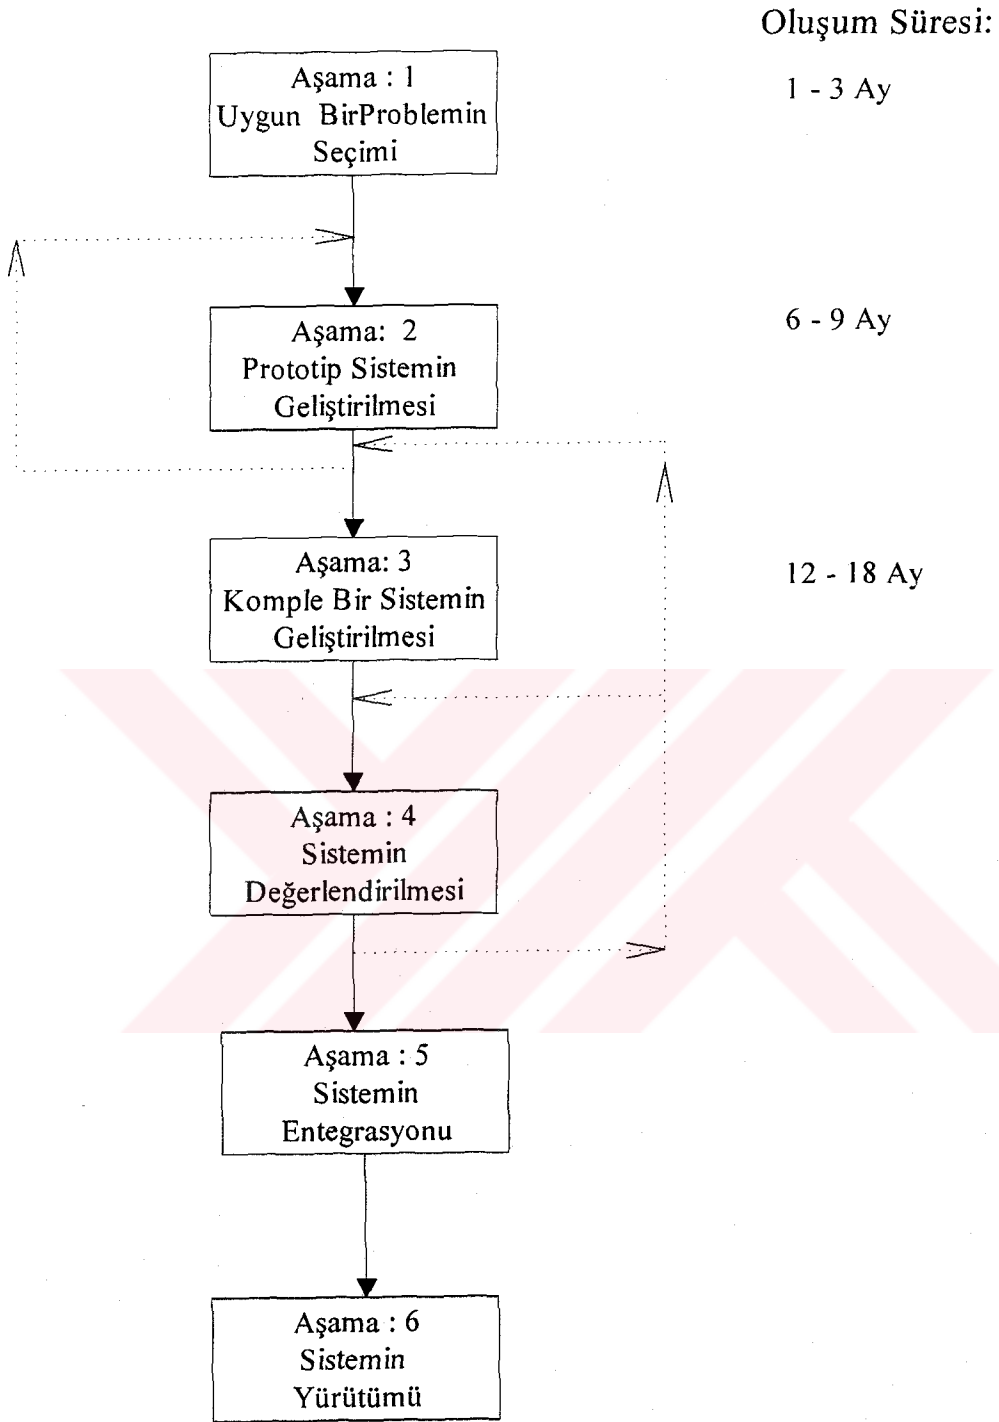 Oluşum Süresi:
Aşama : 1
Uygun BirProblemin
Seçimi
1 - 3 Ay
Aşama: 2
Prototip Sistemin
Geliştirilmesi
6 - 9 Ay
Aşama: 3
Komple Bir Sistemin
Geliştirilmesi
12 - 18 Ay
Aşama : 4
Sistemin
Değerlendirilmesi
Aşama : 5
Sistemin
Entegrasyonu
Aşama : 6
Sistemin
Yürütümü